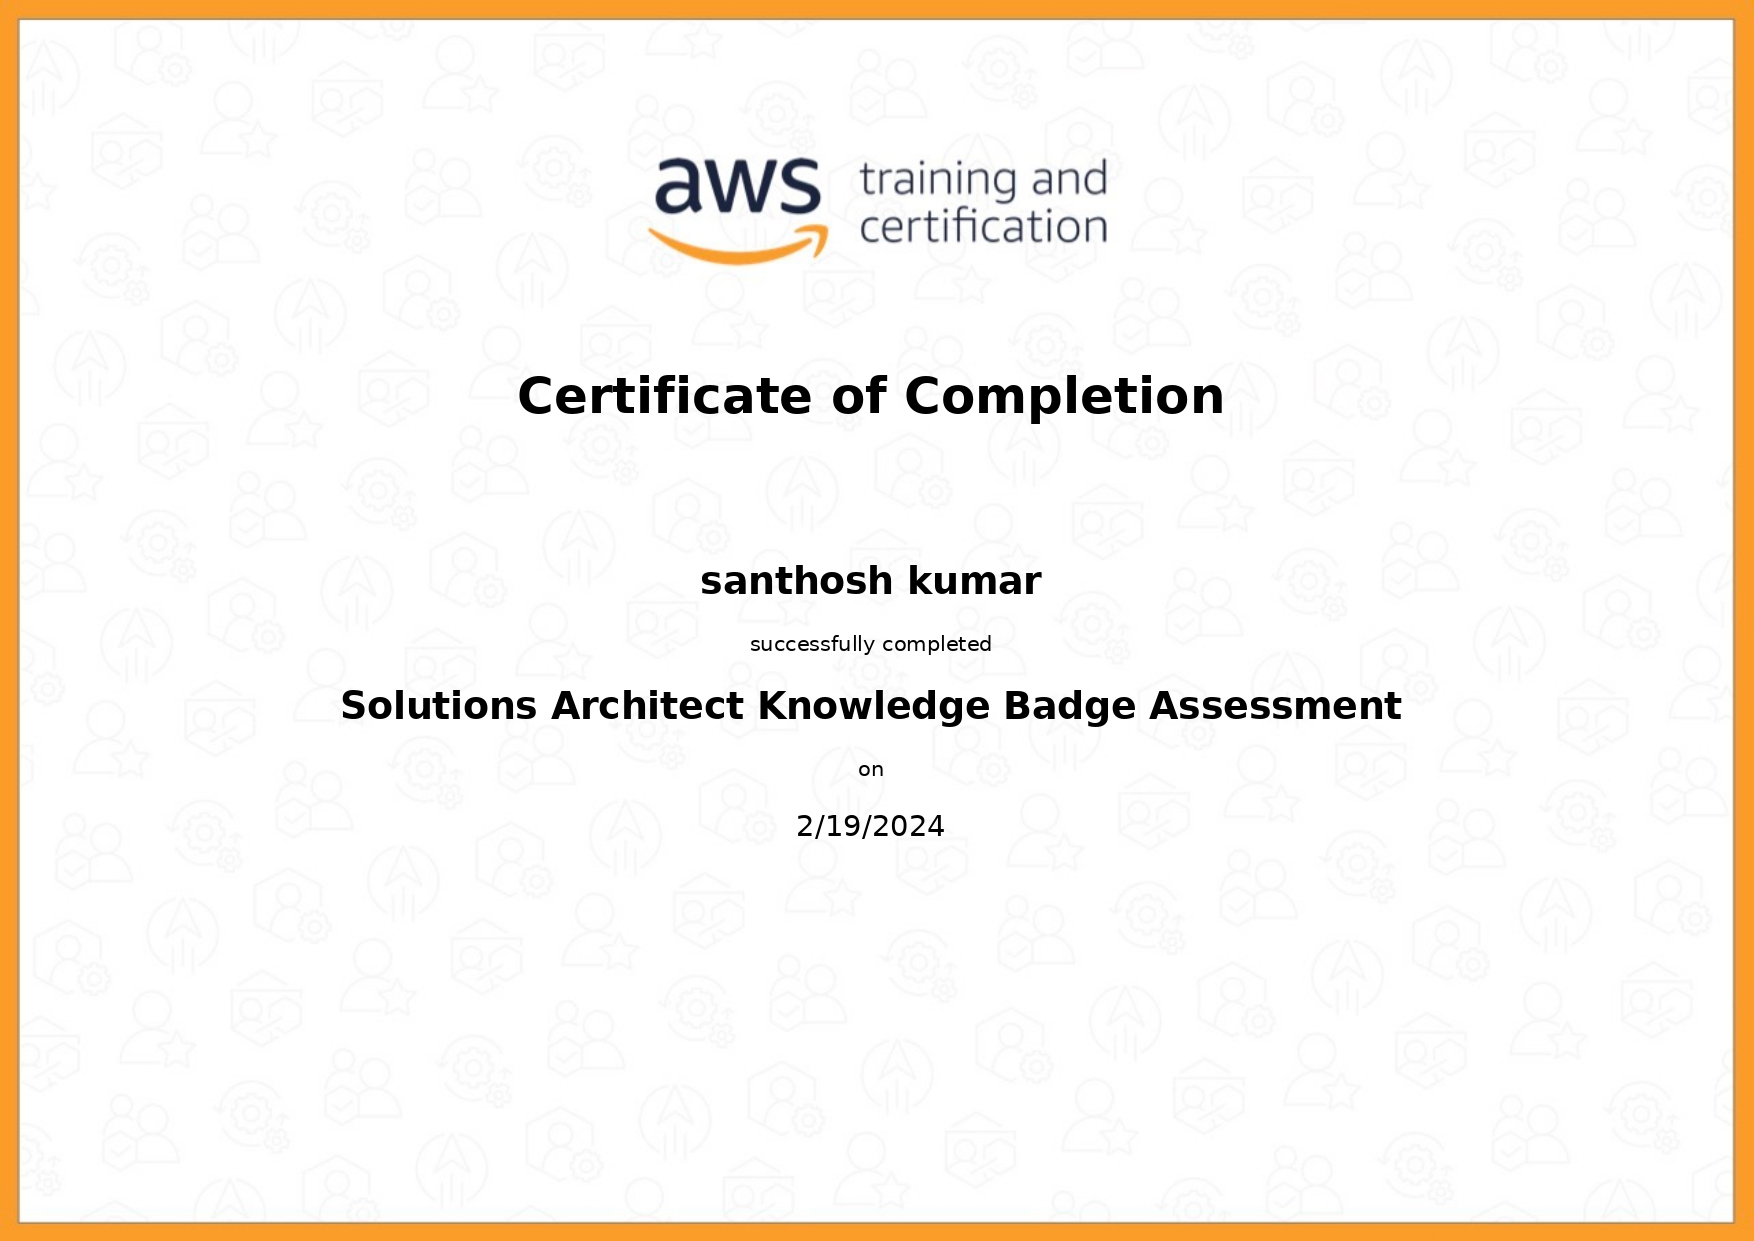 aws training and
certification
Certificate of Completion
santhosh kumar
successfully completed
Solutions Architect Knowledge Badge Assessment
on
2/19/2024